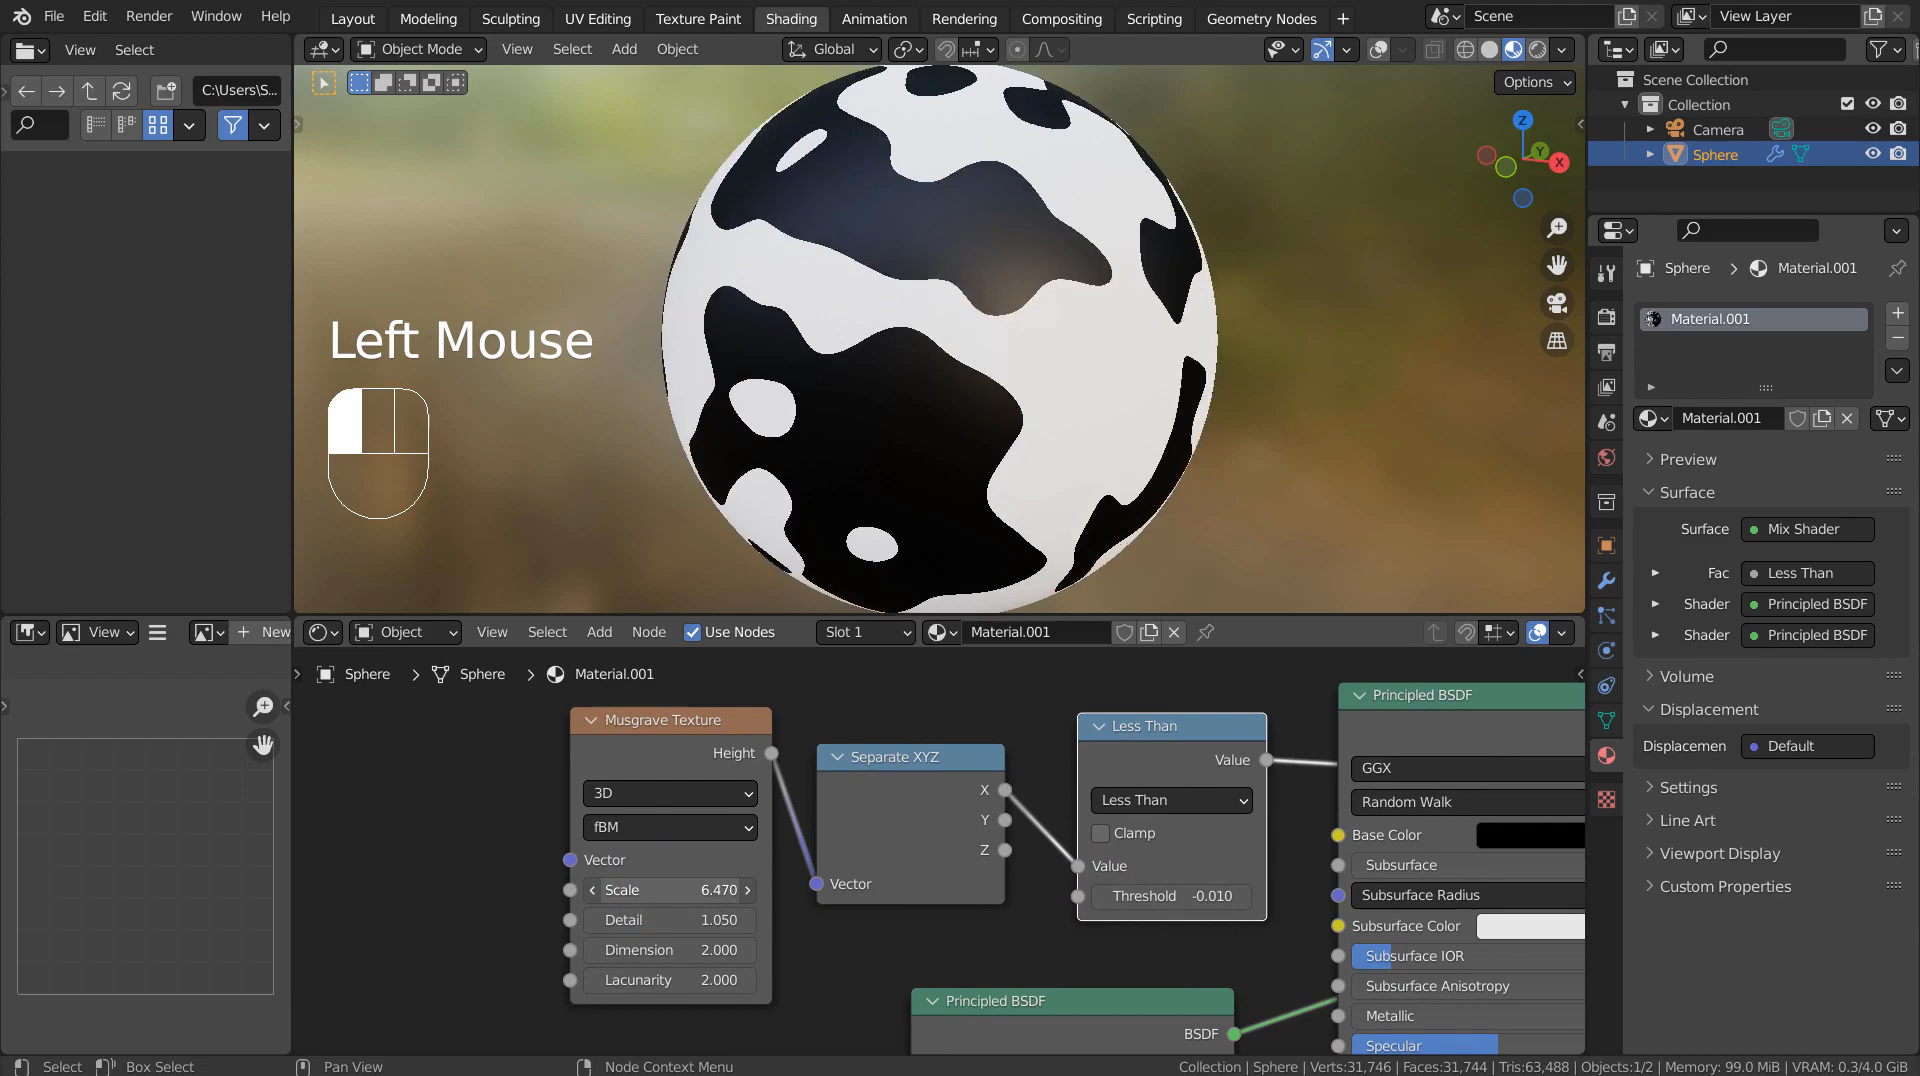 File Edit Render Window Help
Layout Modeling Sculpting UV Editing Texture Paint Shading Animation Rendering Compositing Scripting Geometry Nodes +
Scene
View Layer
View Select
Object Mode View Select Add Object
Global
C:\Users\S...
Options
Z
Y
X
Scene Collection
Collection
Camera
Sphere
Left Mouse
Sphere > Material.001
Material.001
Material.001
Preview
Surface
Surface Mix Shader
Fac Less Than
Shader Principled BSDF
Shader Principled BSDF
Volume
Displacement
Displacemen Default
Settings
Line Art
Viewport Display
Custom Properties
View
+ New
Object View Select Add Node Use Nodes Slot 1 Material.001
Sphere > Sphere > Material.001
Musgrave Texture
Height
3D
fBM
Vector
Scale 6.470
Detail 1.050
Dimension 2.000
Lacunarity 2.000
Separate XYZ
X
Y
Z
Vector
Less Than
Value
Less Than
Clamp
Value
Threshold -0.010
Principled BSDF
GGX
Random Walk
Base Color
Subsurface
Subsurface Radius
Subsurface Color
Subsurface IOR
Subsurface Anisotropy
Metallic
Specular
Principled BSDF
BSDF
Select Box Select Pan View Node Context Menu
Collection | Sphere | Verts:31,746 | Faces:31,744 | Tris:63,488 | Objects:1/2 | Memory: 99.0 MiB | VRAM: 0.3/4.0 GiB